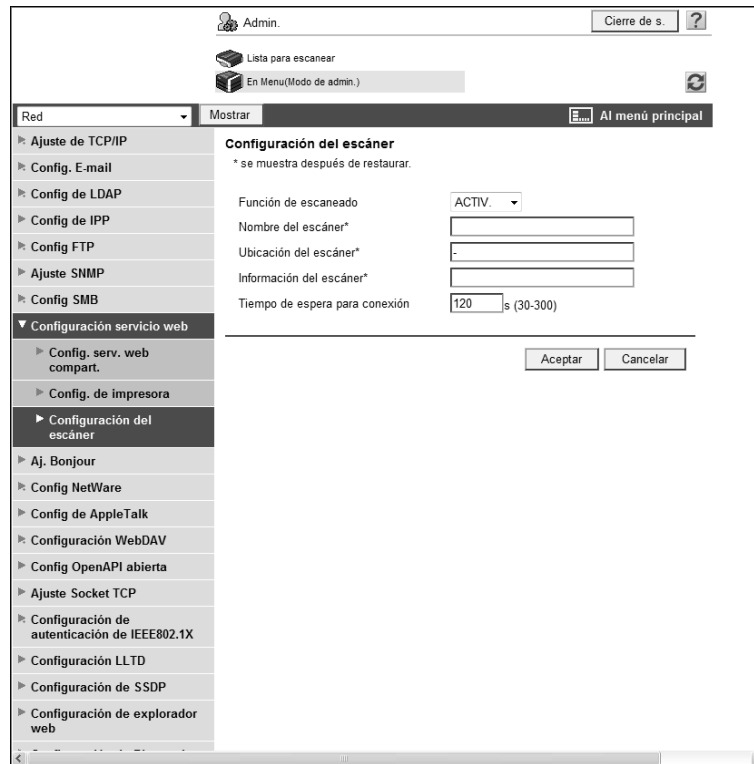 Admin.
Cierre de s.
?
Lista para escanear
En Menu(Modo de admin.)
Red
Mostrar
Al menú principal
Ajuste de TCP/IP
Config. E-mail
Config de LDAP
Config de IPP
Config FTP
Ajuste SNMP
Config SMB
Configuración servicio web
Config. serv. web
compart.
Config. de impresora
Configuración del
escáner
Aj. Bonjour
Config NetWare
Config de AppleTalk
Configuración WebDAV
Config OpenAPI abierta
Ajuste Socket TCP
Configuración de
autenticación de IEEE802.1X
Configuración LLTD
Configuración de SSDP
Configuración de explorador
web
Configuración del escáner
* se muestra después de restaurar.
Función de escaneado ACTIV.
Nombre del escáner*
Ubicación del escáner* -
Información del escáner*
Tiempo de espera para conexión 120 s (30-300)
Aceptar
Cancelar